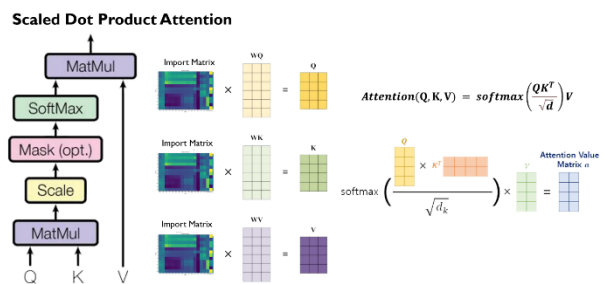 Scaled Dot Product Attention
MatMul
SoftMax
Mask (opt.)
Scale
MatMul
Q K V
Import Matrix × WQ = Q
Import Matrix × WK = K
Import Matrix × WV = V
Attention(Q, K, V) = softmax(QK^T / √d)V
Q
× K^T
softmax ( ) × V =
√d_k
Attention Value
Matrix a